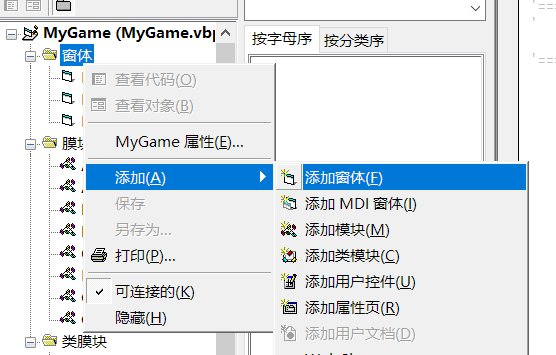 MyGame (MyGame.vbp
窗体
按字母序 按分类序
查看代码(O)
查看对象(B)
MyGame 属性(E)...
添加(A)
保存
另存为...
打印(P)...
可连接的(K)
隐藏(H)
添加窗体(F)
添加 MDI 窗体(I)
添加模块(M)
添加类模块(C)
添加用户控件(U)
添加属性页(R)
添加用户文档(D)
类模块